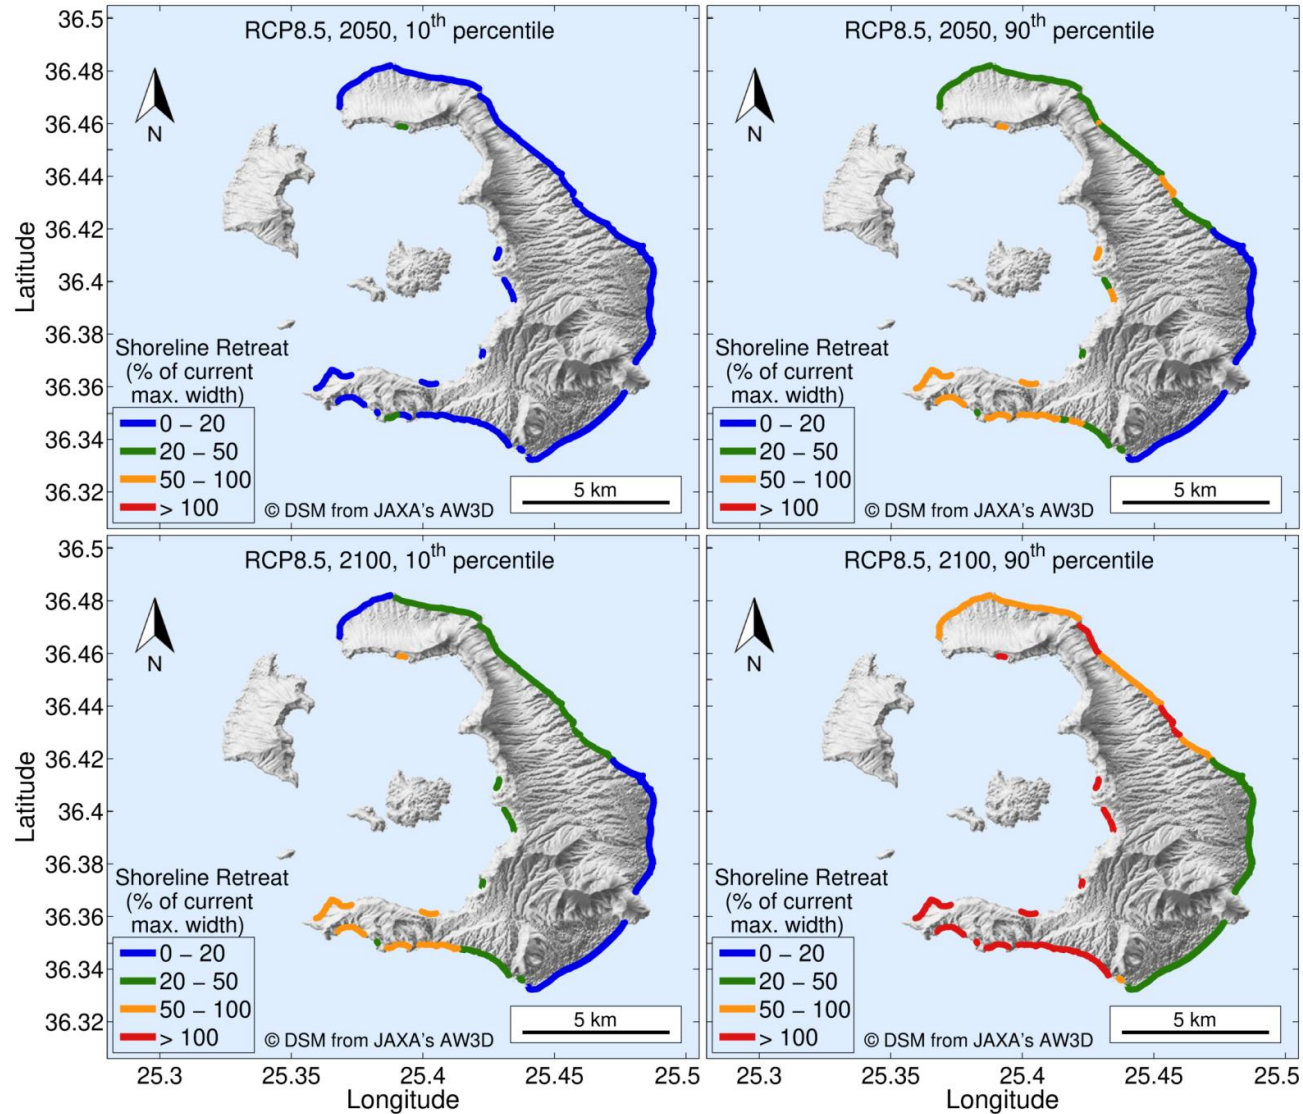 RCP8.5, 2050, 10th percentile
N
Shoreline Retreat
(% of current
max. width)
0 – 20
20 – 50
50 – 100
> 100
5 km
© DSM from JAXA's AW3D
36.5
36.48
36.46
36.44
36.42
36.4
36.38
36.36
36.34
36.32
Latitude
RCP8.5, 2050, 90th percentile
N
Shoreline Retreat
(% of current
max. width)
0 – 20
20 – 50
50 – 100
> 100
5 km
© DSM from JAXA's AW3D
RCP8.5, 2100, 10th percentile
N
Shoreline Retreat
(% of current
max. width)
0 – 20
20 – 50
50 – 100
> 100
5 km
© DSM from JAXA's AW3D
36.5
36.48
36.46
36.44
36.42
36.4
36.38
36.36
36.34
36.32
Latitude
25.3 25.35 25.4 25.45 25.5
Longitude
RCP8.5, 2100, 90th percentile
N
Shoreline Retreat
(% of current
max. width)
0 – 20
20 – 50
50 – 100
> 100
5 km
© DSM from JAXA's AW3D
25.3 25.35 25.4 25.45 25.5
Longitude